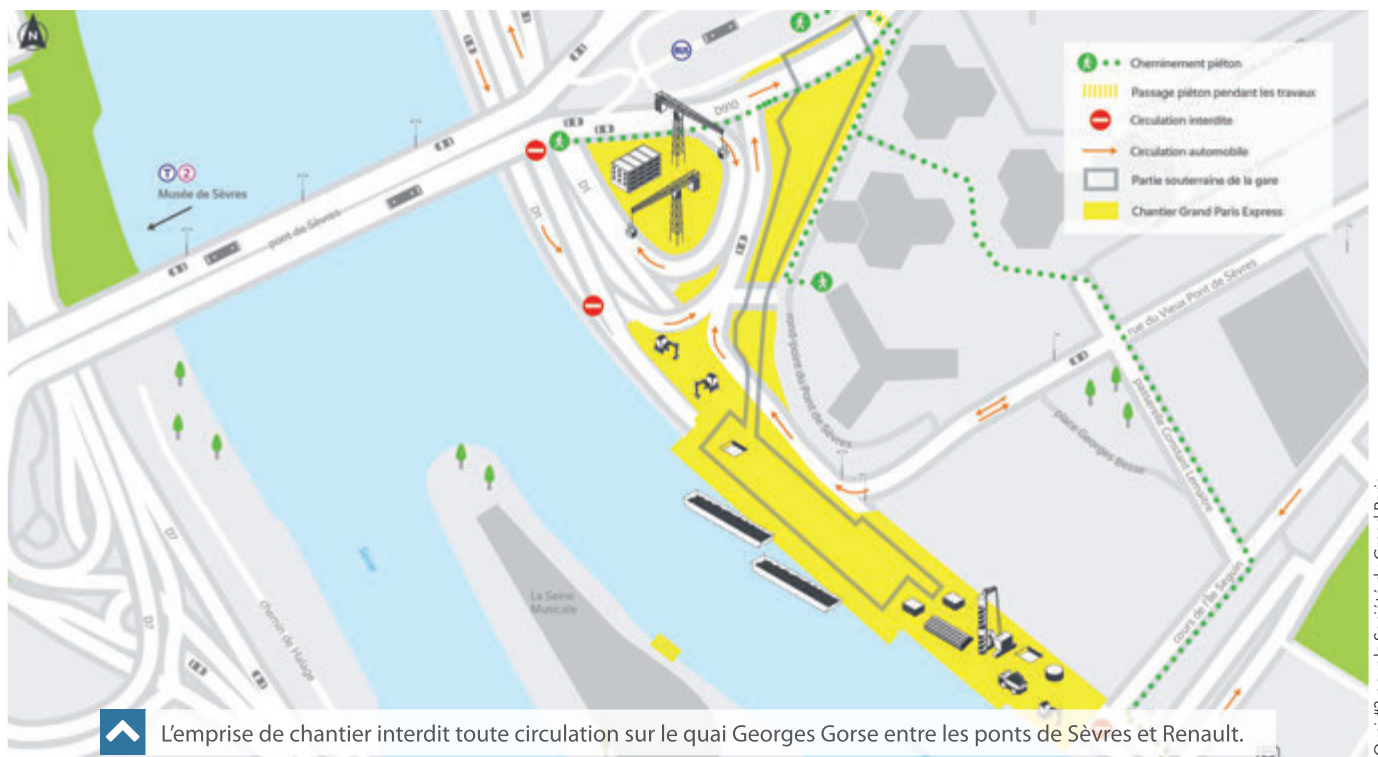 N
BUS
Cheminement piéton
Passage piéton pendant les travaux
Circulation interdite
Circulation automobile
Partie souterraine de la gare
Chantier Grand Paris Express
D910
T 2
Musée de Sèvres
pont de Sèvres
D1
D1
rond-point du Pont de Sèvres
rue du Vieux Pont de Sèvres
passerelle Constant Lemaitre
place Georges Besse
cours de l'île Seguin
D7
D7
chemin de Halage
Seine
La Seine
Musicale
L'emprise de chantier interdit toute circulation sur le quai Georges Gorse entre les ponts de Sèvres et Renault.